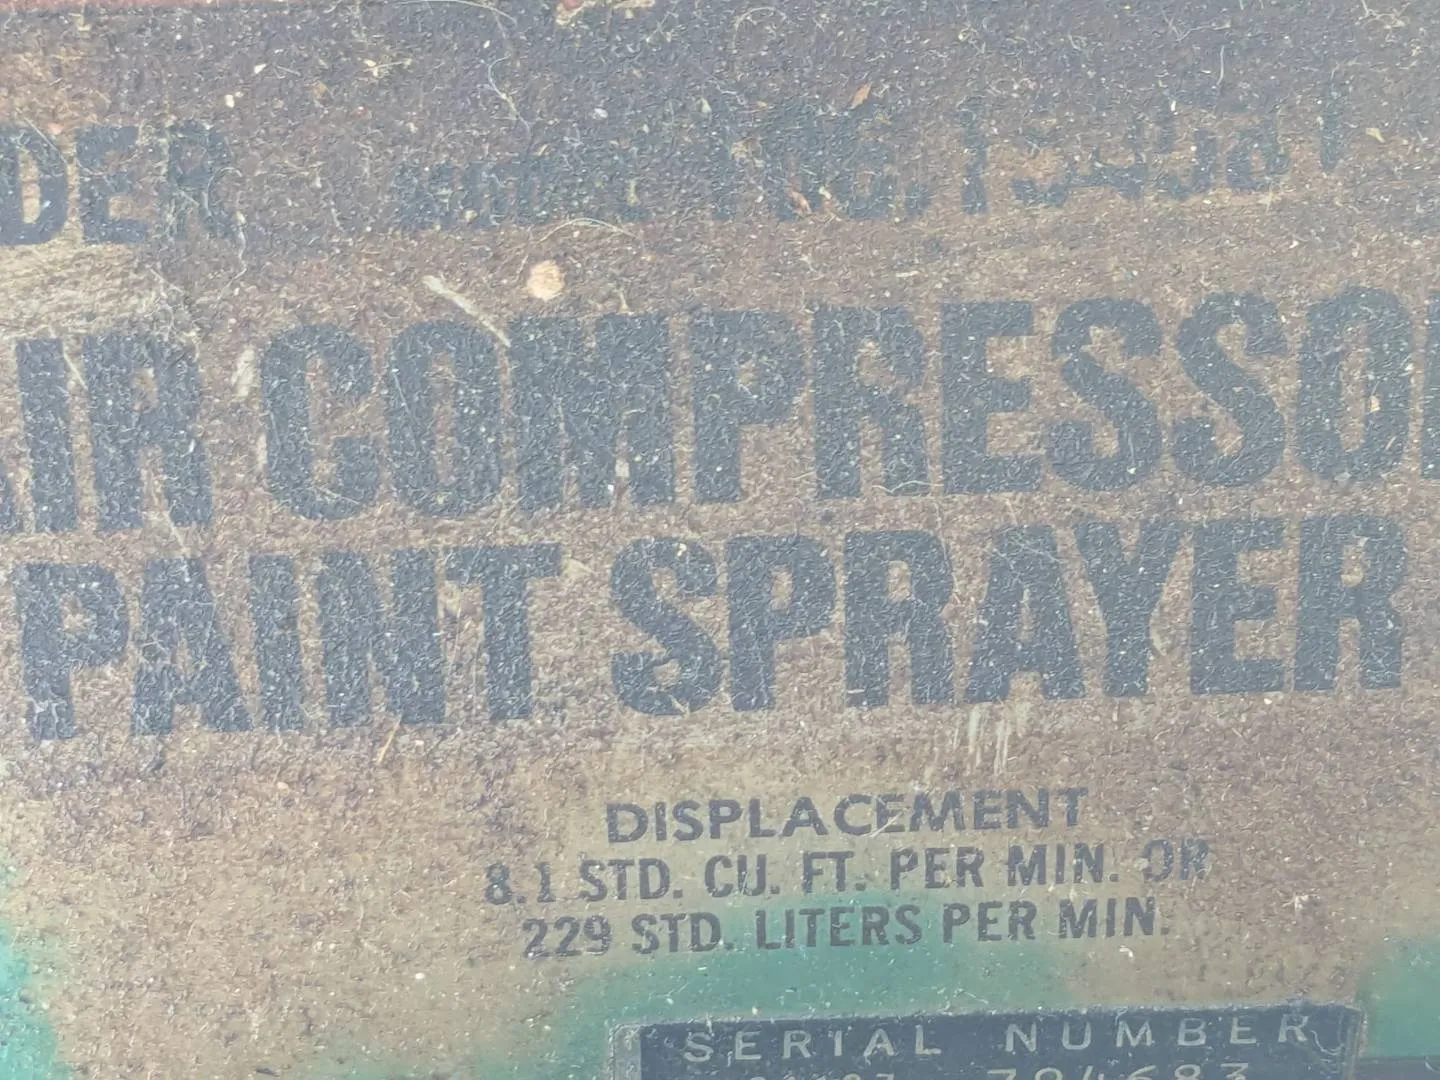 DER
AIR COMPRESSOR
PAINT SPRAYER
DISPLACEMENT
8.1 STD. CU. FT. PER MIN. OR
229 STD. LITERS PER MIN.
SERIAL NUMBER